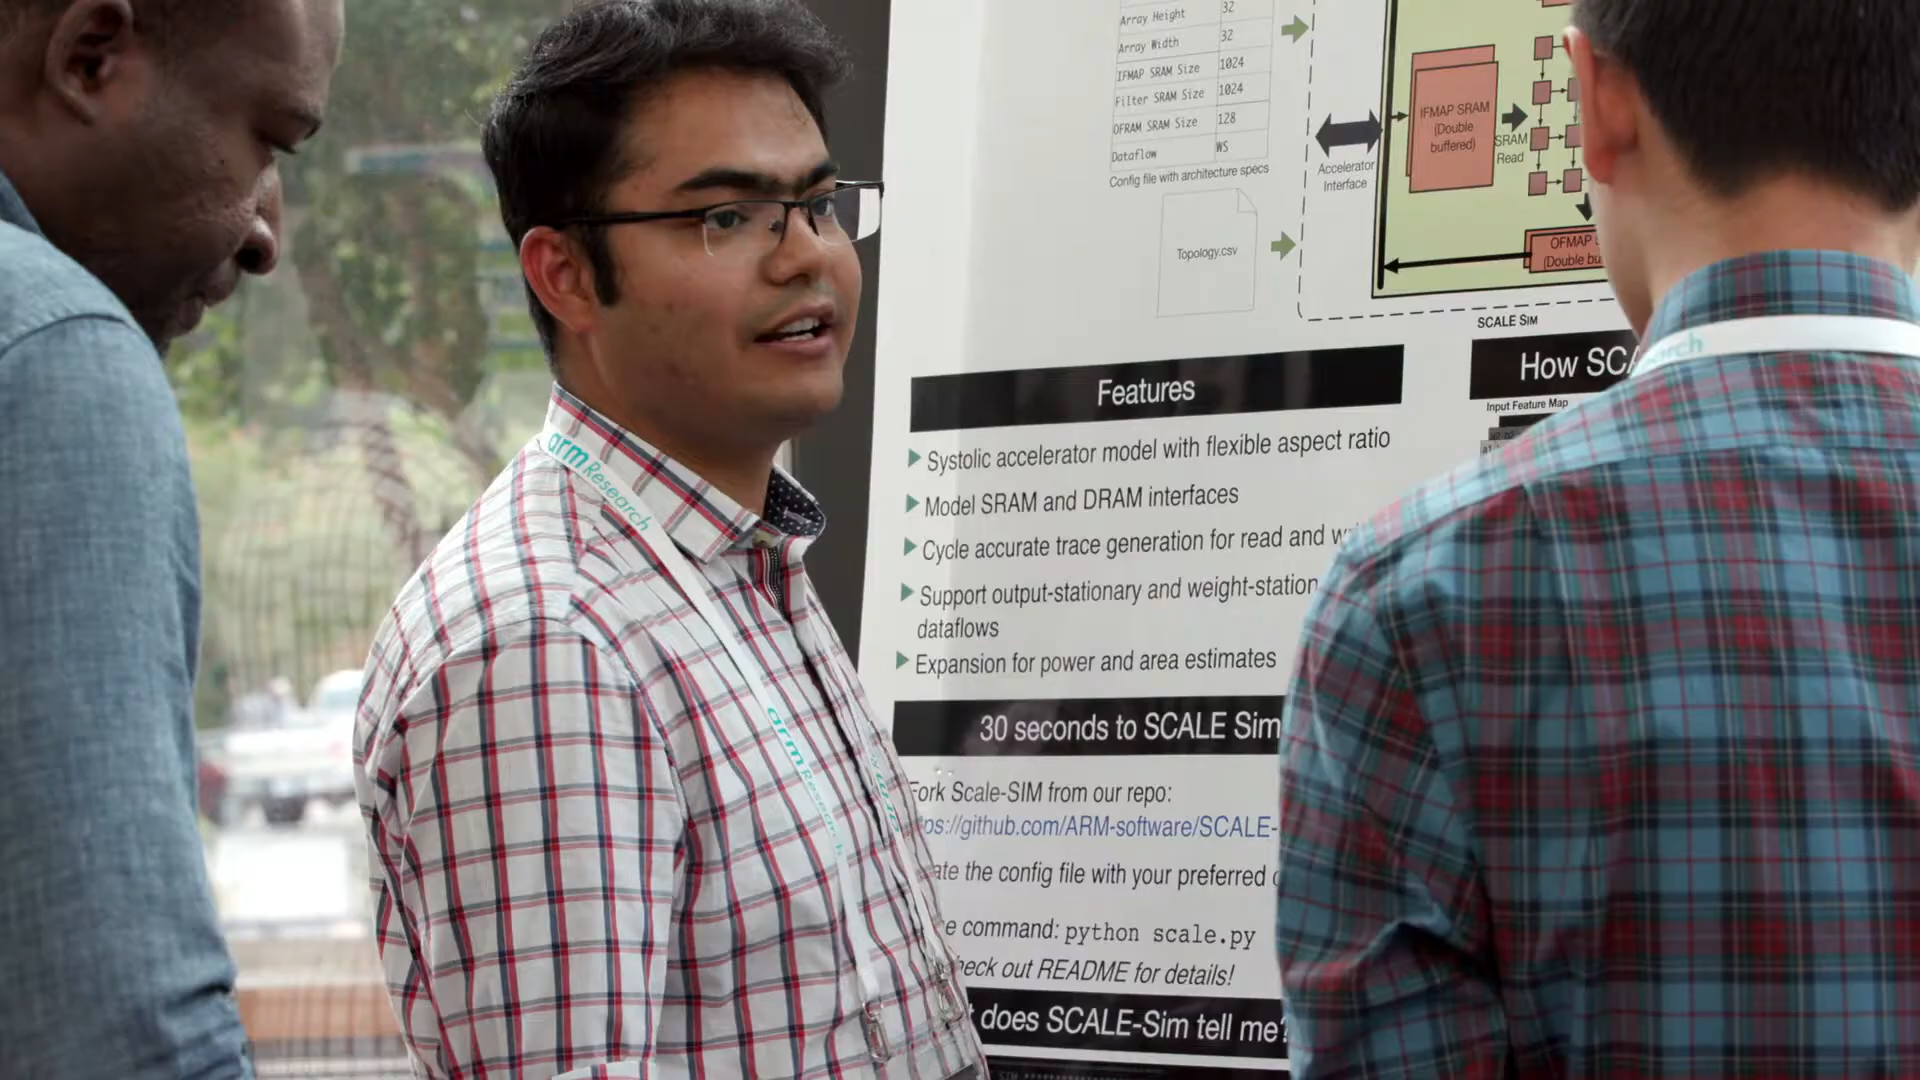 Array Height 32
Array Width 32
IFMAP SRAM Size 1024
Filter SRAM Size 1024
OFRAM SRAM Size 128
Dataflow WS
Config file with architecture specs
Topology.csv
Accelerator
Interface
IFMAP SRAM
(Double
buffered)
SRAM
Read
OFMAP
(Double
SCALE SIM
Features
Systolic accelerator model with flexible aspect ratio
Model SRAM and DRAM interfaces
Cycle accurate trace generation for read and
Support output-stationary and weight-station
dataflows
Expansion for power and area estimates
30 seconds to SCALE Sim
Fork Scale-SIM from our repo:
ps://github.com/ARM-software/SCALE-
the config file with your preferred
command: python scale.py
eck out README for details!
does SCALE-Sim tell me?
How SCA
Input Feature Map
arm Research
arm Research
arch